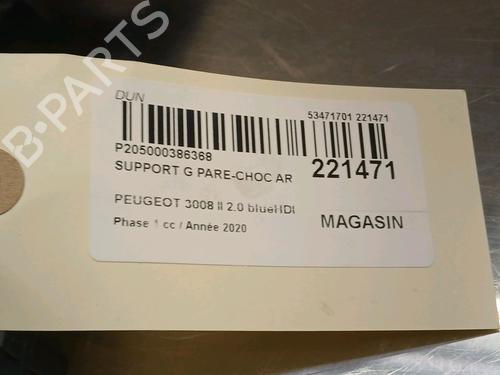 B-PARTS
DUN
53471701 221471
P205000386368
SUPPORT G PARE-CHOC AR
221471
PEUGEOT 3008 II 2.0 blueHDI
MAGASIN
Phase 1 cc / Année 2020